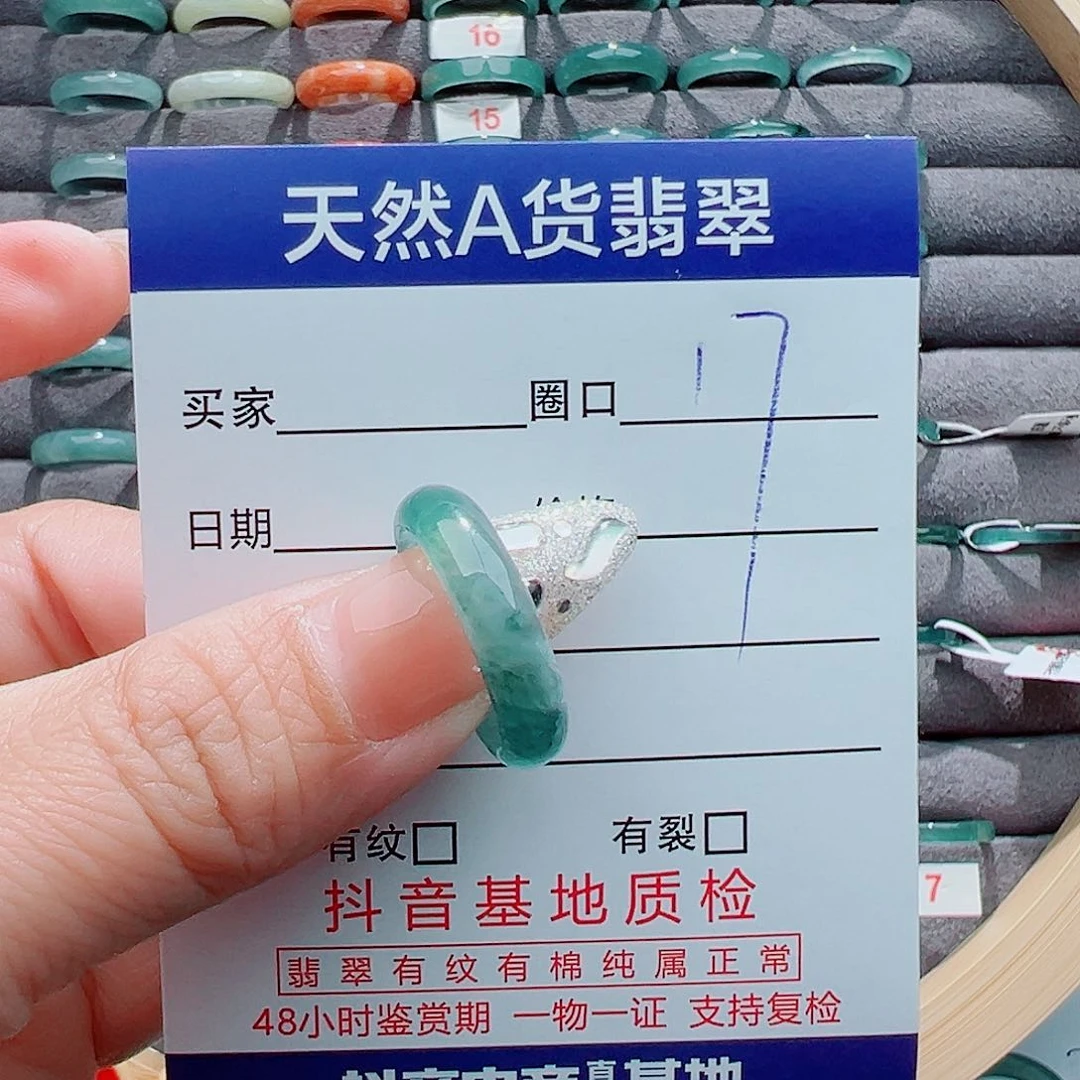 16
15
天然A货翡翠
买家 圈口 17
日期
有纹 有裂
抖音基地质检
翡翠有纹有棉纯属正常
48小时鉴赏期 一物一证 支持复检
7